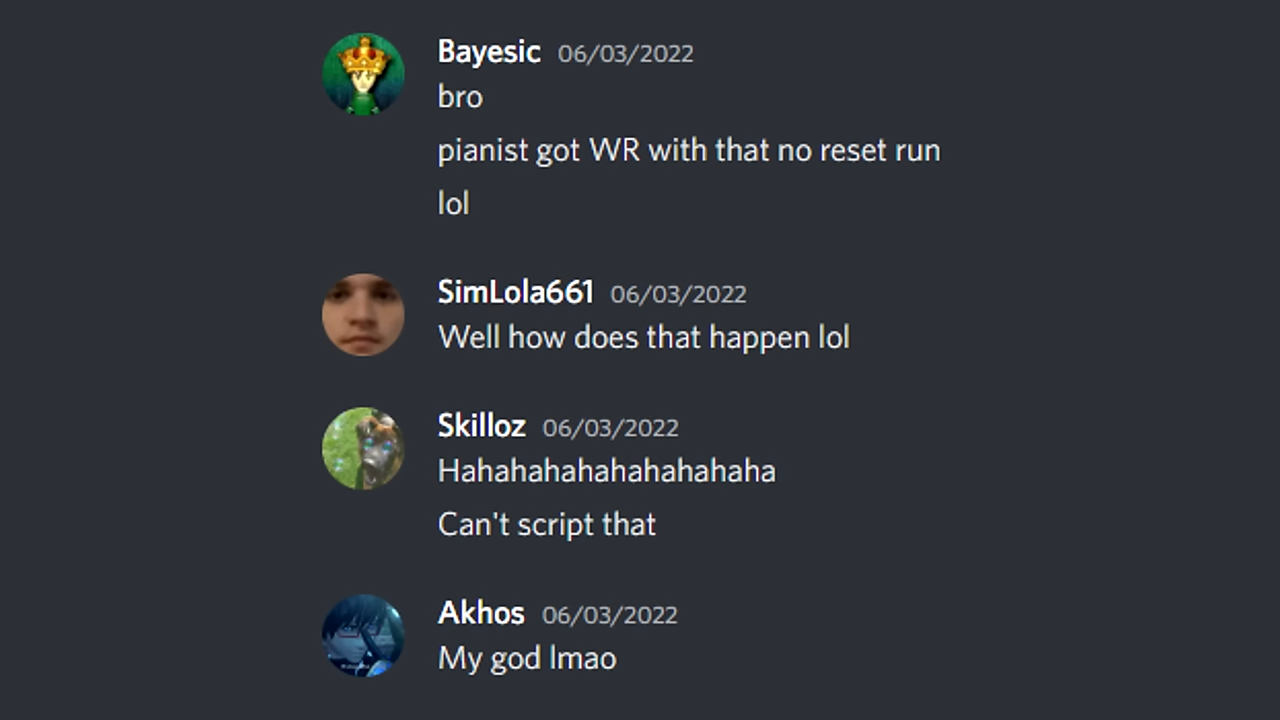 Bayesic 06/03/2022
bro
pianist got WR with that no reset run
lol
SimLola661 06/03/2022
Well how does that happen lol
Skilloz 06/03/2022
Hahahahahahahahahaha
Can't script that
Akhos 06/03/2022
My god lmao